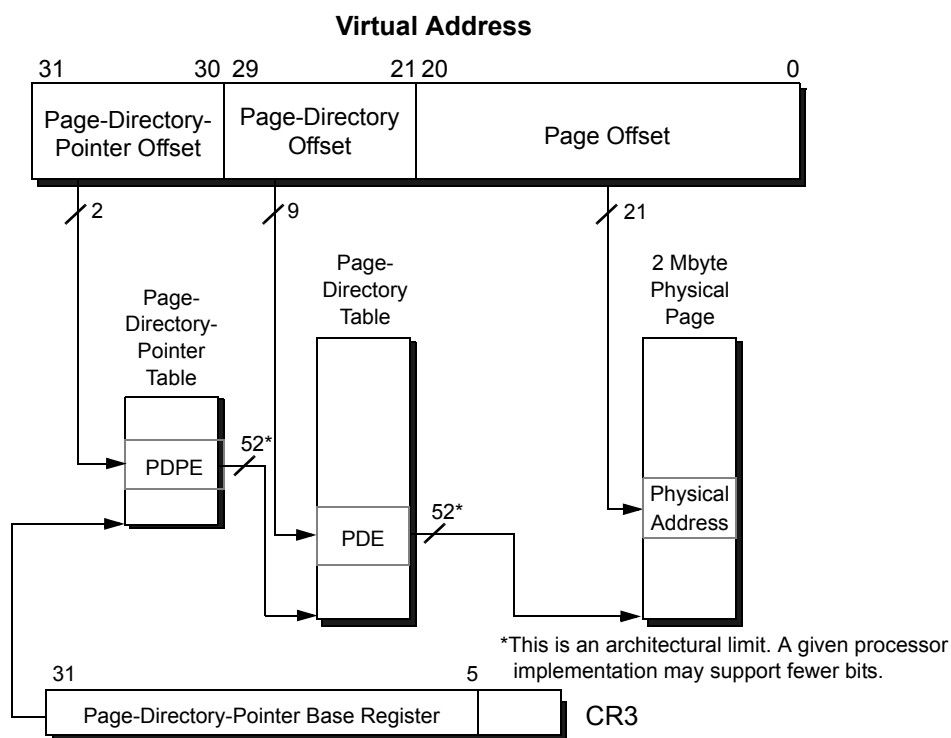 Virtual Address
31 30 29 21 20 0
Page-Directory-
Pointer Offset
Page-Directory
Offset
Page Offset
2
9
21
Page-
Directory-
Pointer
Table
Page-
Directory
Table
2 Mbyte
Physical
Page
PDPE
52*
PDE
52*
Physical
Address
*This is an architectural limit. A given processor
implementation may support fewer bits.
31 5
Page-Directory-Pointer Base Register
CR3